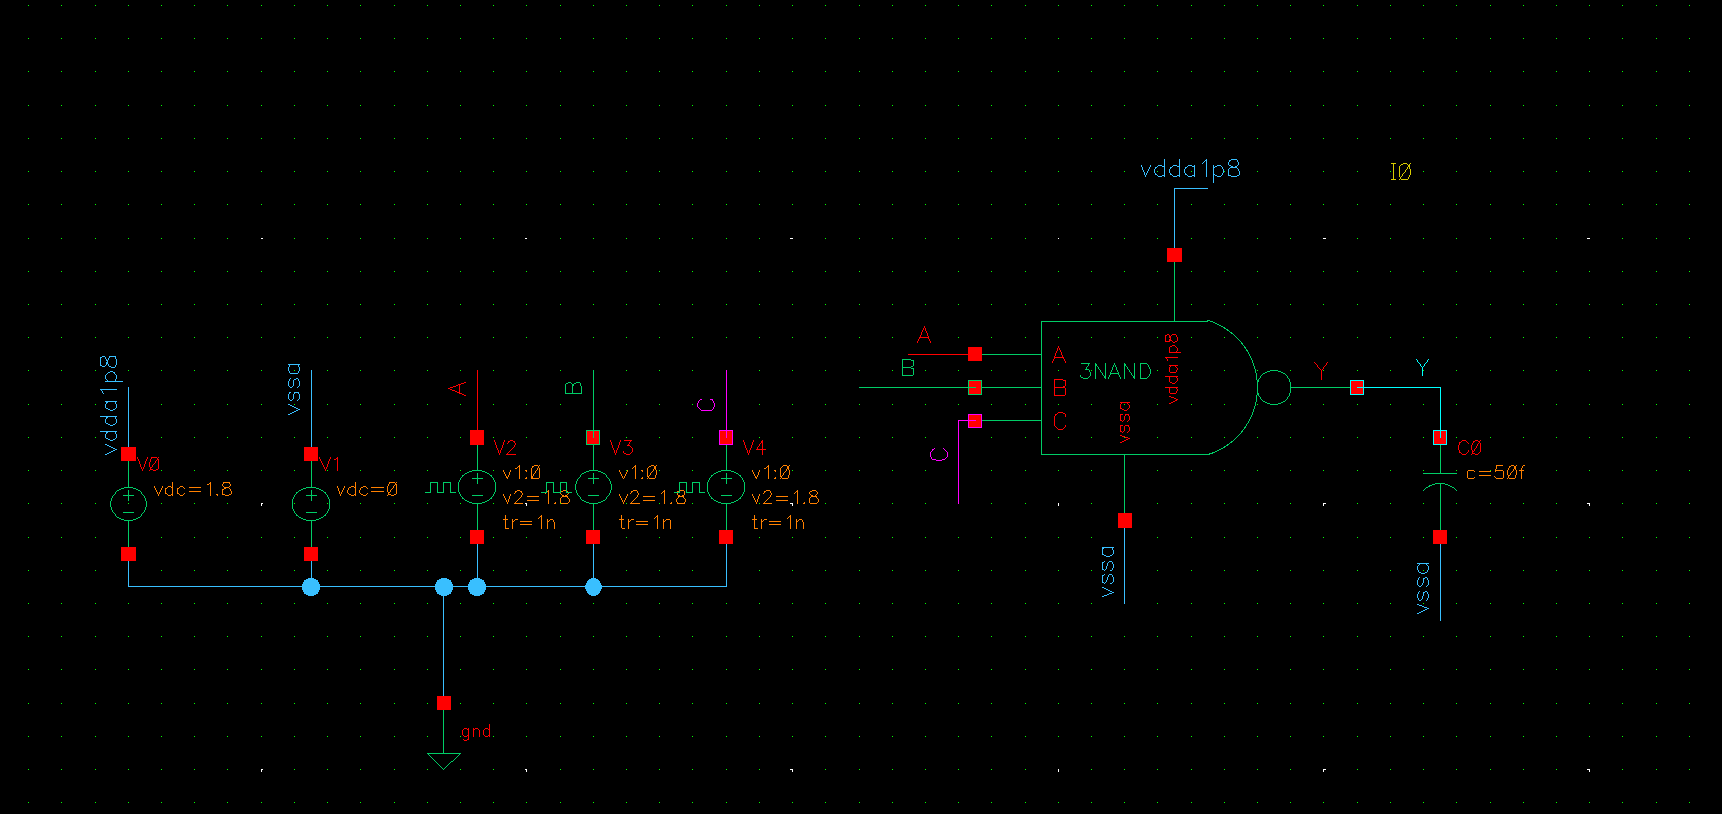 vdda1p8
I0
A
B
C
A
B
C
3NAND
vdda1p8
vssa
Y
Y
vssa
C0
c=50f
vssa
vdda1p8
V0
vdc=1.8
vssa
V1
vdc=0
A
V2
v1:0
v2=1.8
tr=1n
B
V3
v1:0
v2=1.8
tr=1n
C
V4
v1:0
v2=1.8
tr=1n
gnd